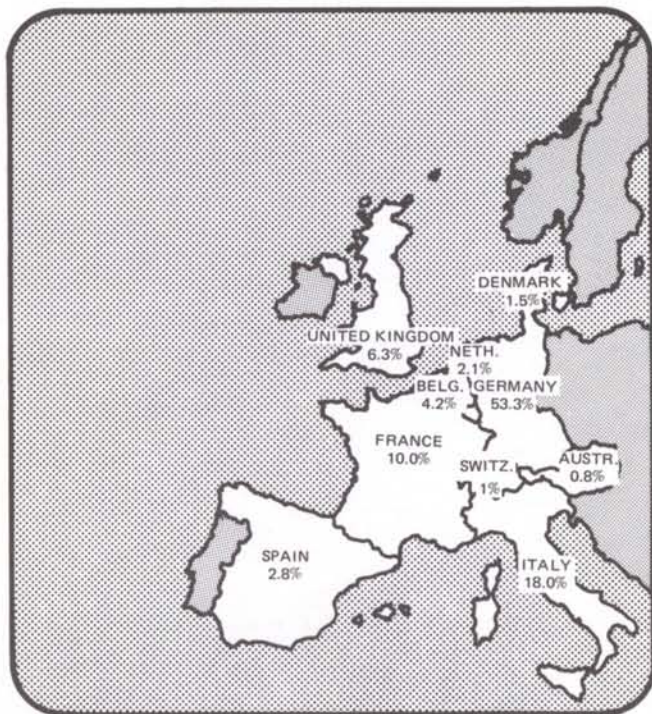 DENMARK
1.5%
UNITED KINGDOM
6.3%
NETH.
2.1%
BELG.
4.2%
GERMANY
53.3%
FRANCE
10.0%
SWITZ.
1%
AUSTR.
0.8%
SPAIN
2.8%
ITALY
18.0%